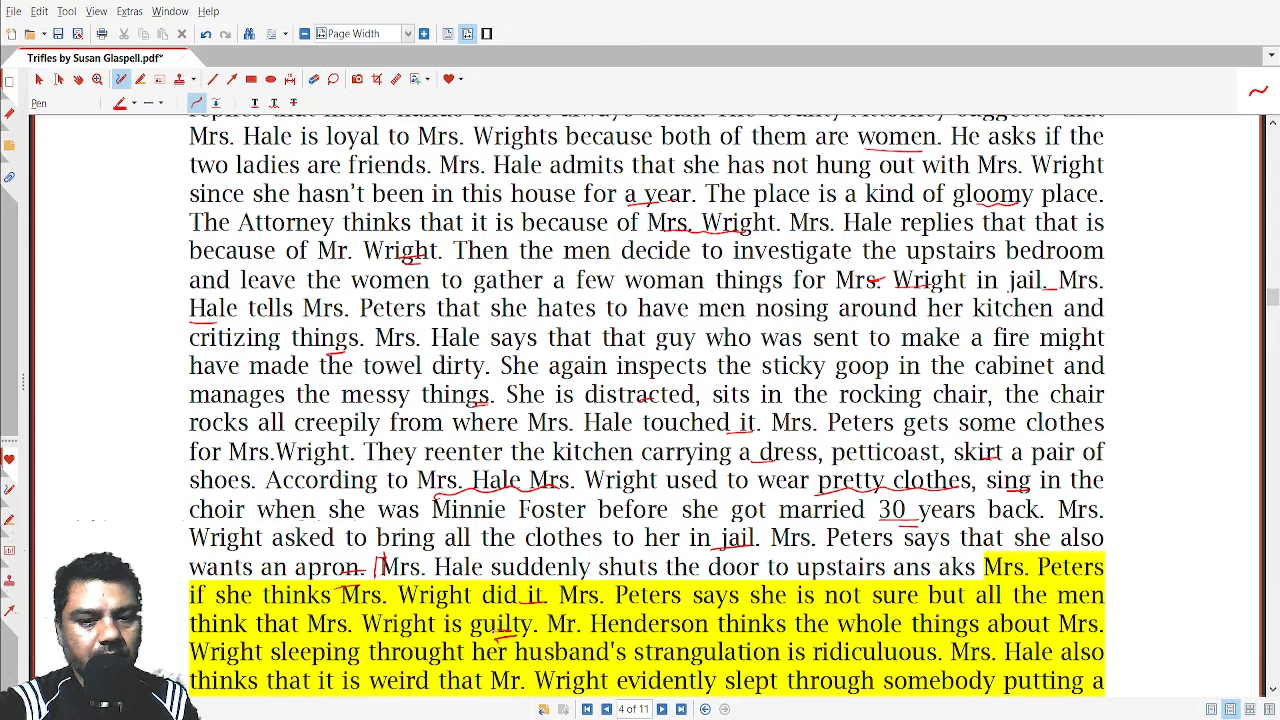 File Edit Tool View Extras Window Help
Page Width
Trifles by Susan Glaspell.pdf*
Pen
Mrs. Hale is loyal to Mrs. Wrights because both of them are women. He asks if the
two ladies are friends. Mrs. Hale admits that she has not hung out with Mrs. Wright
since she hasn't been in this house for a year. The place is a kind of gloomy place.
The Attorney thinks that it is because of Mrs. Wright. Mrs. Hale replies that that is
because of Mr. Wright. Then the men decide to investigate the upstairs bedroom
and leave the women to gather a few woman things for Mrs. Wright in jail. Mrs.
Hale tells Mrs. Peters that she hates to have men nosing around her kitchen and
critizing things. Mrs. Hale says that that guy who was sent to make a fire might
have made the towel dirty. She again inspects the sticky goop in the cabinet and
manages the messy things. She is distracted, sits in the rocking chair, the chair
rocks all creepily from where Mrs. Hale touched it. Mrs. Peters gets some clothes
for Mrs.Wright. They reenter the kitchen carrying a dress, petticoast, skirt a pair of
shoes. According to Mrs. Hale Mrs. Wright used to wear pretty clothes, sing in the
choir when she was Minnie Foster before she got married 30 years back. Mrs.
Wright asked to bring all the clothes to her in jail. Mrs. Peters says that she also
wants an apron. Mrs. Hale suddenly shuts the door to upstairs ans aks Mrs. Peters
if she thinks Mrs. Wright did it. Mrs. Peters says she is not sure but all the men
think that Mrs. Wright is guilty. Mr. Henderson thinks the whole things about Mrs.
Wright sleeping throught her husband's strangulation is ridiculuous. Mrs. Hale also
thinks that it is weird that Mr. Wright evidently slept through somebody putting a
4 of 11